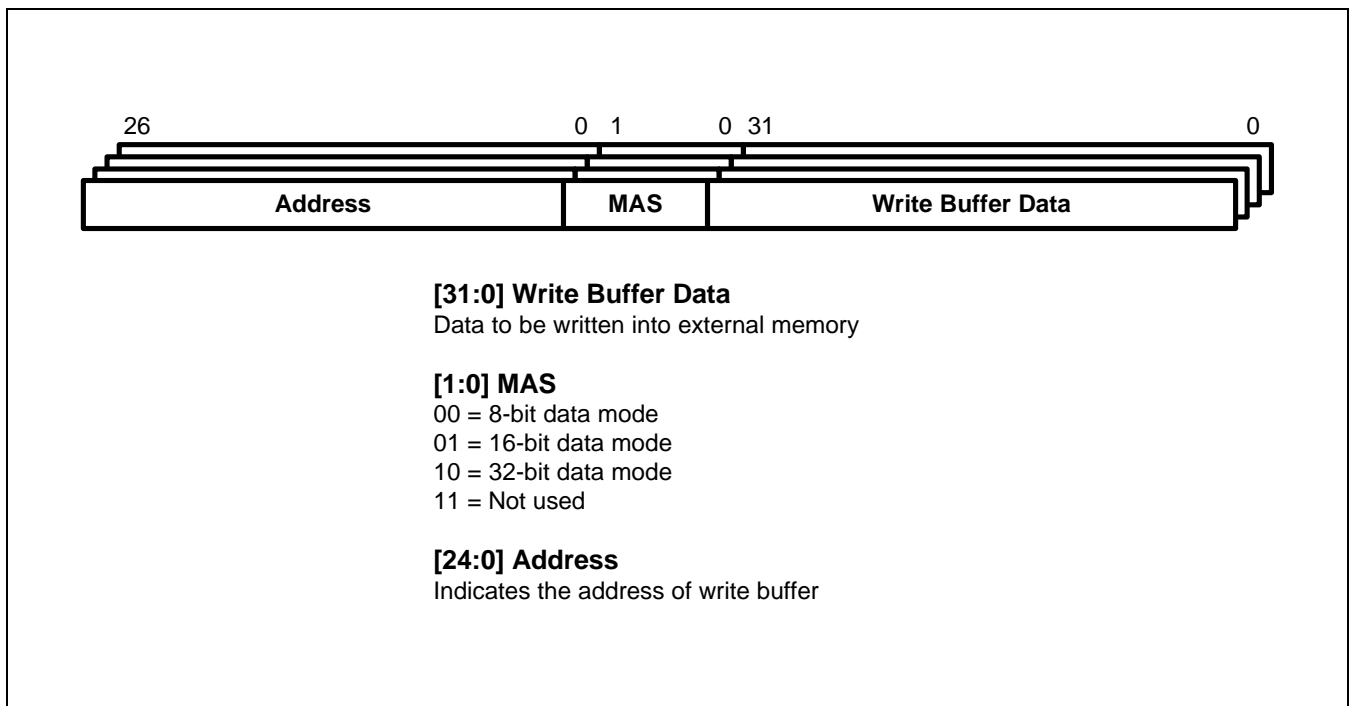 26 0 1 0 31 0
Address MAS Write Buffer Data
[31:0] Write Buffer Data
Data to be written into external memory
[1:0] MAS
00 = 8-bit data mode
01 = 16-bit data mode
10 = 32-bit data mode
11 = Not used
[24:0] Address
Indicates the address of write buffer